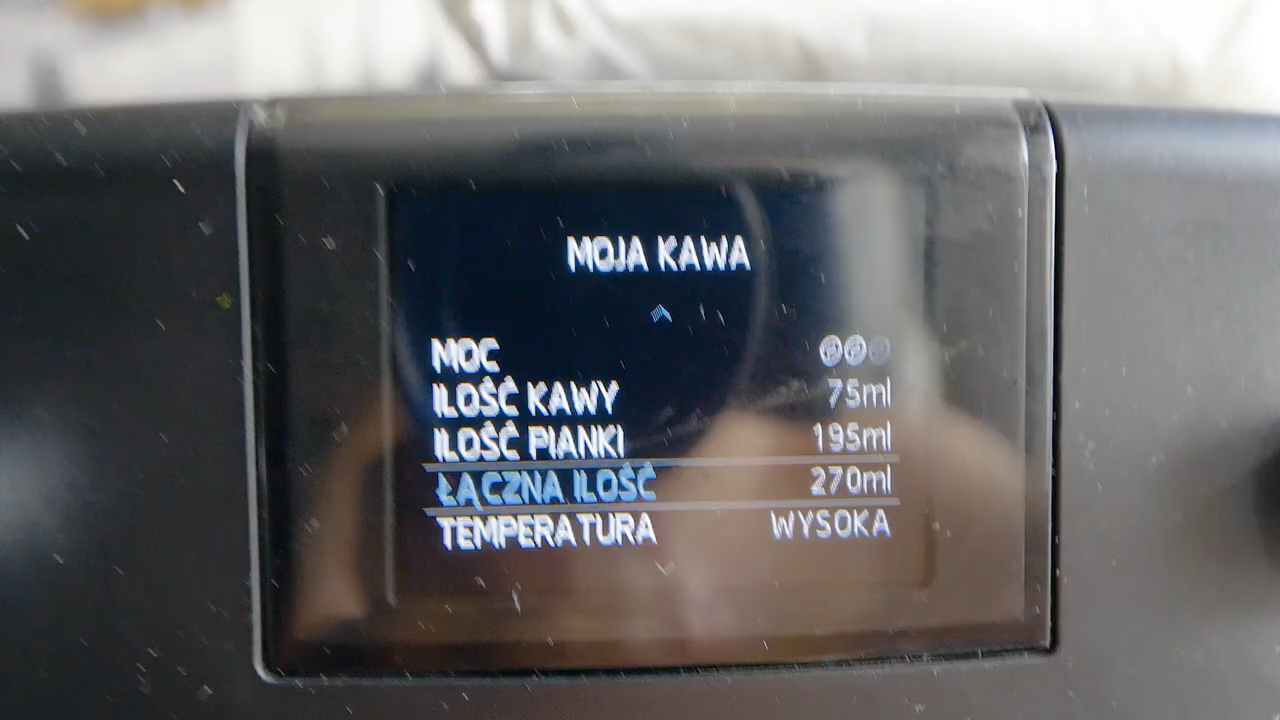 MOJA KAWA
MOC
ILOŚĆ KAWY 75ml
ILOŚĆ PIANKI 195ml
ŁĄCZNA ILOŚĆ 270ml
TEMPERATURA WYSOKA